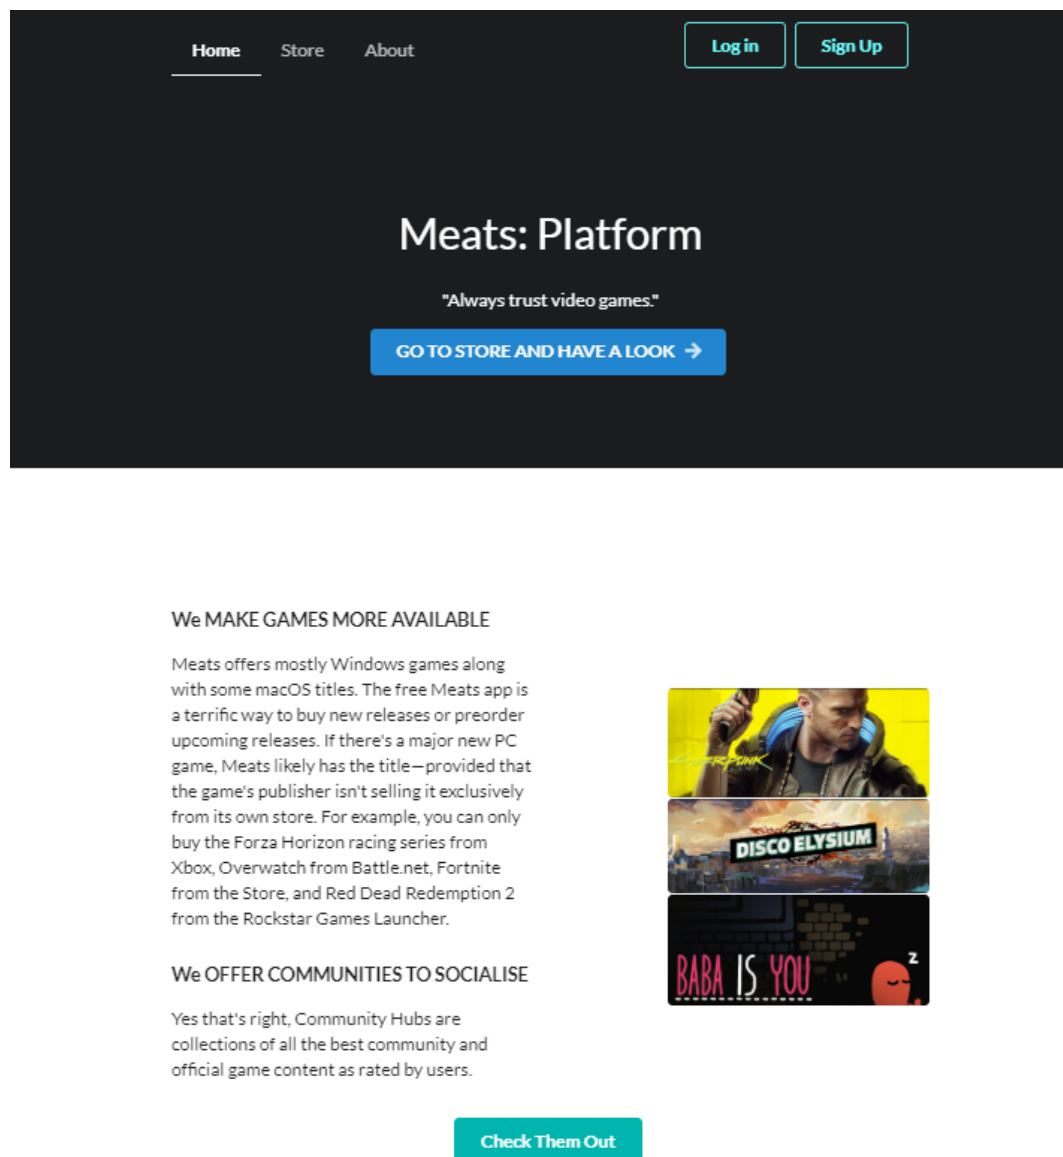 Home Store About Log in Sign Up
Meats: Platform
"Always trust video games."
GO TO STORE AND HAVE A LOOK
We MAKE GAMES MORE AVAILABLE
Meats offers mostly Windows games along
with some macOS titles. The free Meats app is
a terrific way to buy new releases or preorder
upcoming releases. If there's a major new PC
game, Meats likely has the title—provided that
the game's publisher isn't selling it exclusively
from its own store. For example, you can only
buy the Forza Horizon racing series from
Xbox, Overwatch from Battle.net, Fortnite
from the Store, and Red Dead Redemption 2
from the Rockstar Games Launcher.
We OFFER COMMUNITIES TO SOCIALISE
Yes that's right, Community Hubs are
collections of all the best community and
official game content as rated by users.
CYBERPUNK
DISCO ELYSIUM
BABA IS YOU
z
Check Them Out